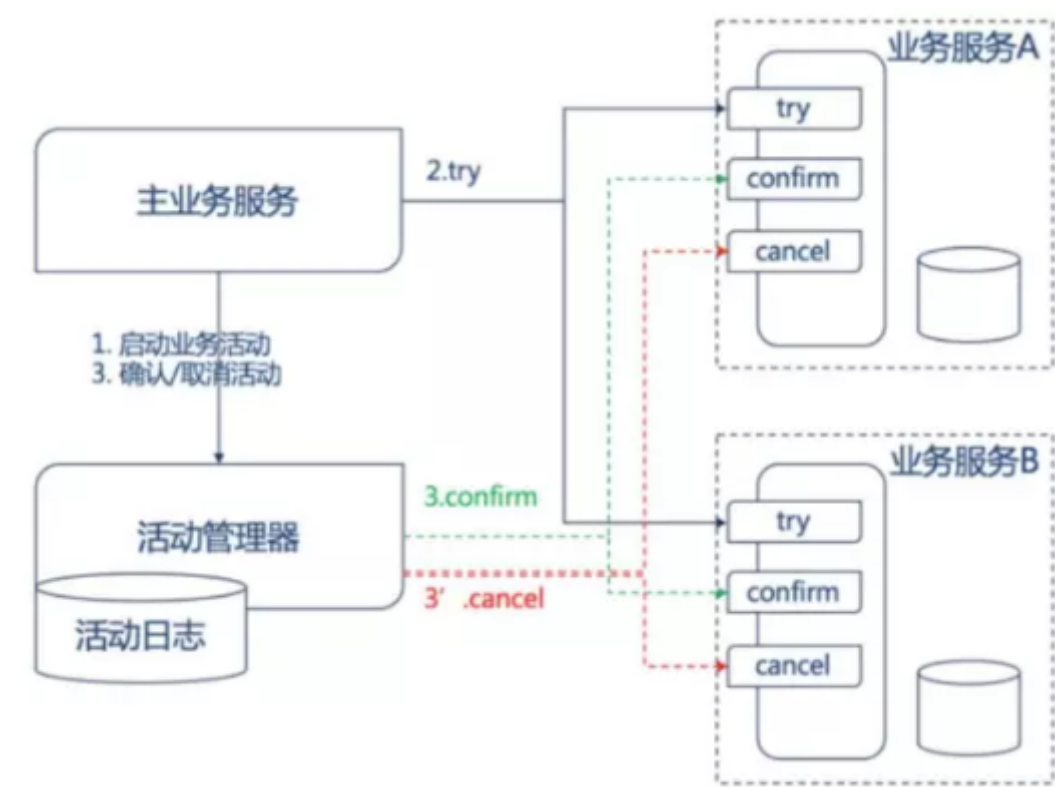 业务服务A
try
confirm
cancel
主业务服务
2.try
1. 启动业务活动
3. 确认/取消活动
活动管理器
活动日志
3.confirm
3′ .cancel
业务服务B
try
confirm
cancel